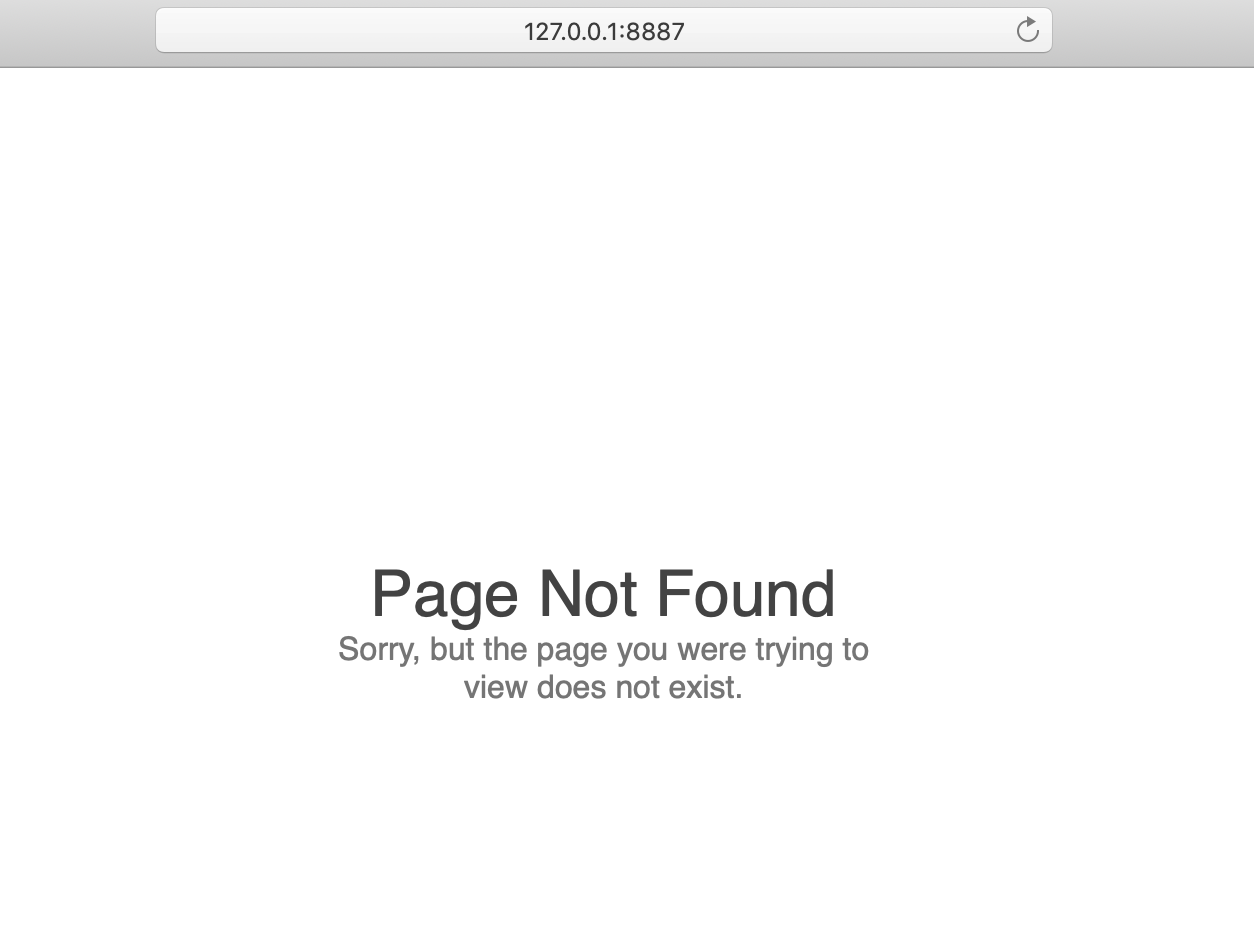 127.0.0.1:8887
Page Not Found
Sorry, but the page you were trying to
view does not exist.